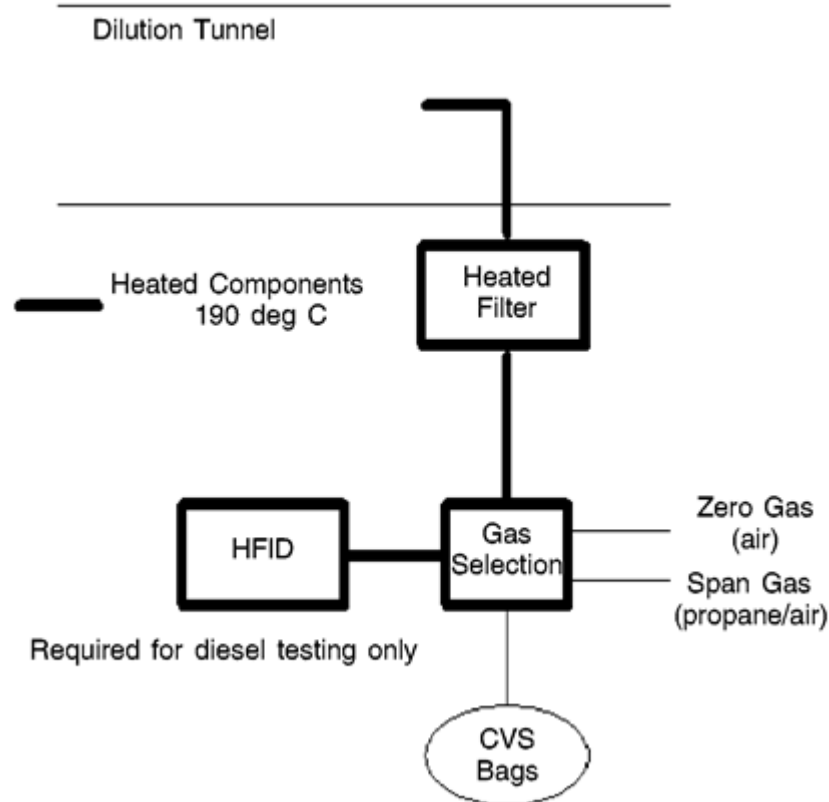 Dilution Tunnel
Heated Components
190 deg C
Heated
Filter
HFID
Gas
Selection
Zero Gas
(air)
Span Gas
(propane/air)
Required for diesel testing only
CVS
Bags